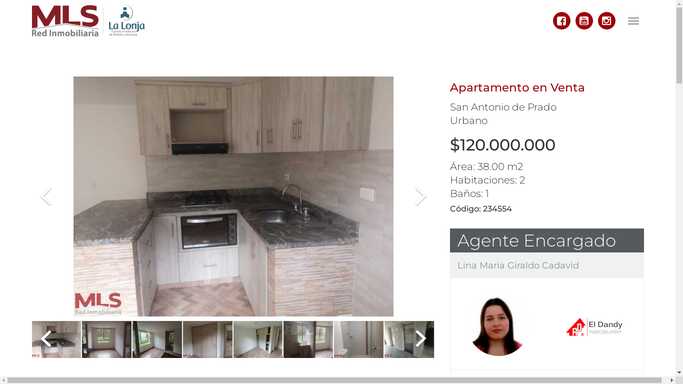 MLS
Red Inmobiliaria
La Lonja
Apartamento en Venta
San Antonio de Prado
Urbano
$120.000.000
Área: 38.00 m2
Habitaciones: 2
Baños: 1
Código: 234554
Agente Encargado
Lina Maria Giraldo Cadavid
MLS
Red Inmobiliaria
El Dandy